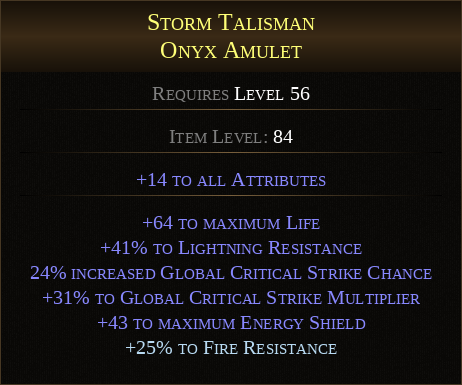 Storm Talisman
Onyx Amulet
Requires Level 56
Item Level: 84
+14 to all Attributes
+64 to maximum Life
+41% to Lightning Resistance
24% increased Global Critical Strike Chance
+31% to Global Critical Strike Multiplier
+43 to maximum Energy Shield
+25% to Fire Resistance